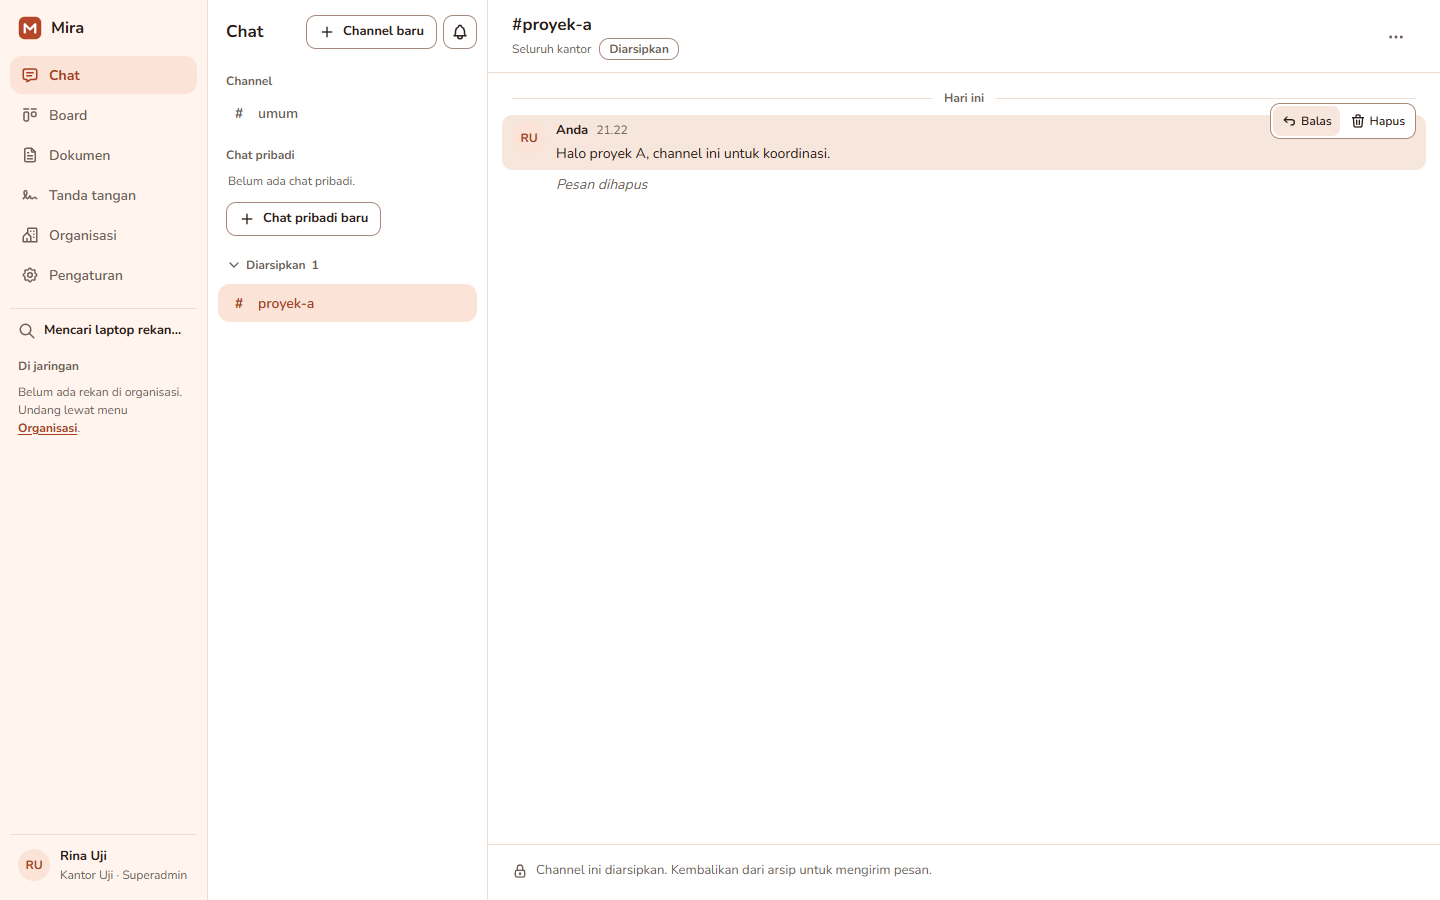 Mira
Chat
Board
Dokumen
Tanda tangan
Organisasi
Pengaturan
Mencari laptop rekan...
Di jaringan
Belum ada rekan di organisasi.
Undang lewat menu
Organisasi.
RU
Rina Uji
Kantor Uji · Superadmin
Chat
Channel baru
Channel
# umum
Chat pribadi
Belum ada chat pribadi.
Chat pribadi baru
Diarsipkan 1
# proyek-a
#proyek-a
Seluruh kantor Diarsipkan
Hari ini
Balas Hapus
RU
Anda 21.22
Halo proyek A, channel ini untuk koordinasi.
Pesan dihapus
Channel ini diarsipkan. Kembalikan dari arsip untuk mengirim pesan.